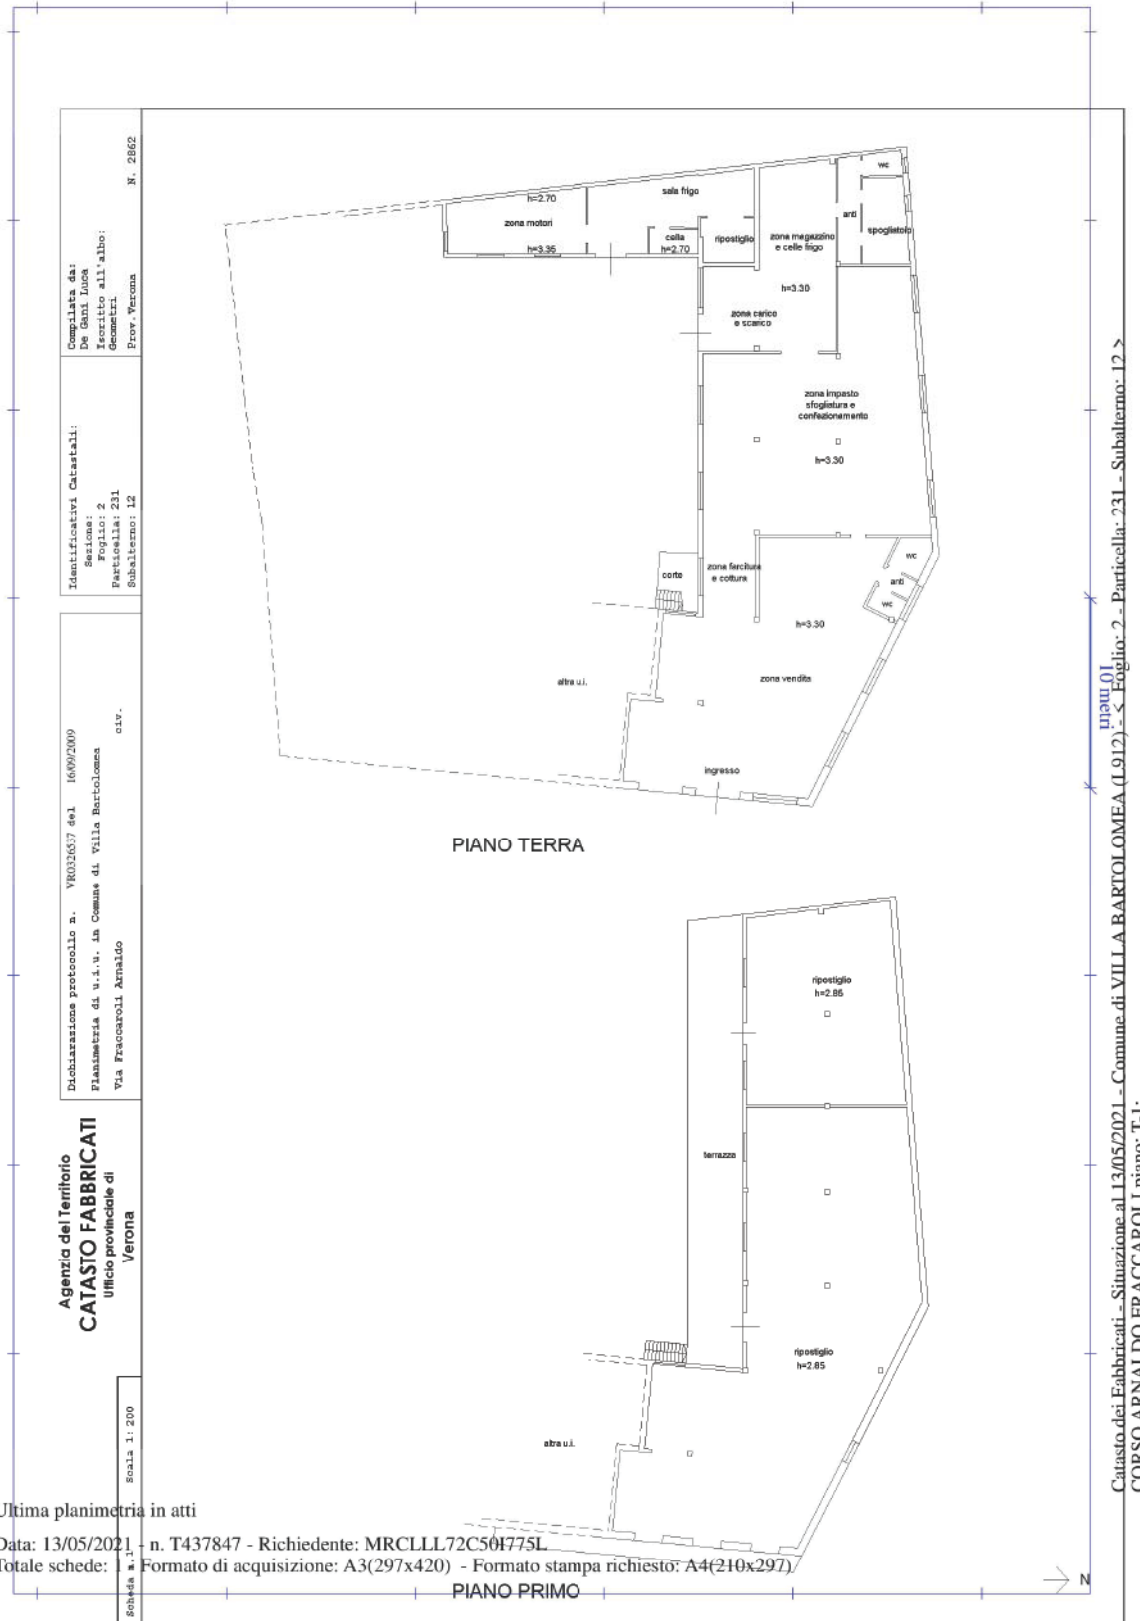 Compilata da:
De Gani Luca
Iscritto all'albo:
Geometri
Prov. Verona
N. 2862
Identificativi Catastali:
Sezione:
Foglio: 2
Particella: 231
Subalterno: 12
Dichiarazione protocollo n. VR0326537 del 16/09/2009
Planimetria di u.i.u. in Comune di Villa Bartolomea
Via Fraccaroli Arnaldo
civ.
Agenzia del Territorio
CATASTO FABBRICATI
Ufficio provinciale di
Verona
Scheda n.1
Scala 1:200
wc
sala frigo
h=2.70
zona motori
anti
spogliatoio
cella
h=2.70
ripostiglio
zona magazzino
e celle frigo
h=3.35
h=3.30
zona carico
e scarico
zona impasto
sfogliatura e
confezionamento
h=3.30
wc
corte
zona farcitura
e cottura
anti
wc
h=3.30
altra u.i.
zona vendita
ingresso
PIANO TERRA
ripostiglio
h=2.85
terrazza
ripostiglio
h=2.85
altra u.i.
PIANO PRIMO
N
10 metri
Catasto dei Fabbricati - Situazione al 13/05/2021 - Comune di VILLA BARTOLOMEA (L912) - < Foglio: 2 - Particella: 231 - Subalterno: 12 >
CORSO ARNALDO FRACCAROLI piano: T-1;
Ultima planimetria in atti
Data: 13/05/2021 - n. T437847 - Richiedente: MRCLLL72C50I775L
Totale schede: 1 - Formato di acquisizione: A3(297x420) - Formato stampa richiesto: A4(210x297)